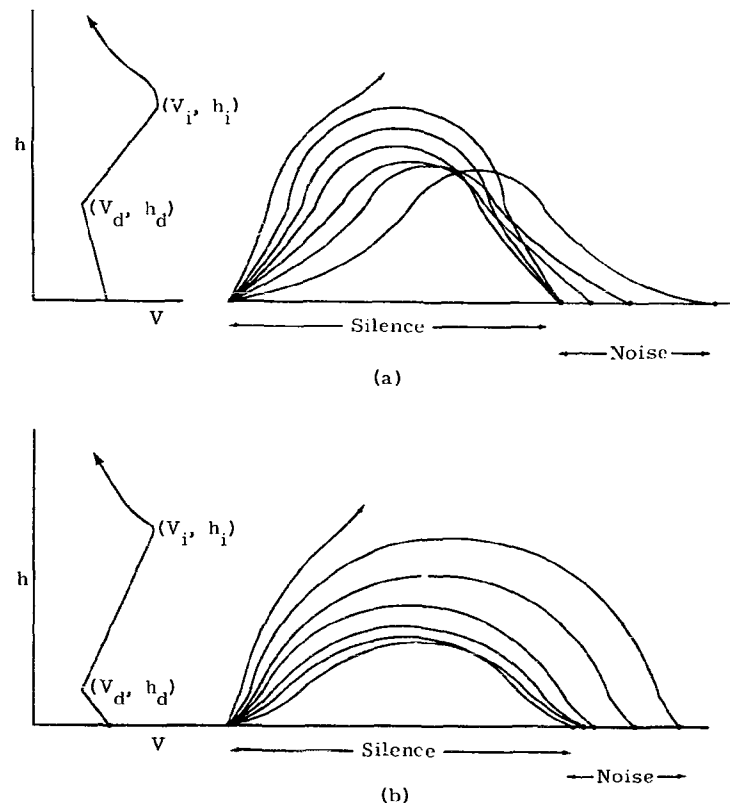 (V_i, h_i)
h
(V_d, h_d)
V
Silence
Noise
(a)
(V_i, h_i)
h
(V_d, h_d)
V
Silence
Noise
(b)